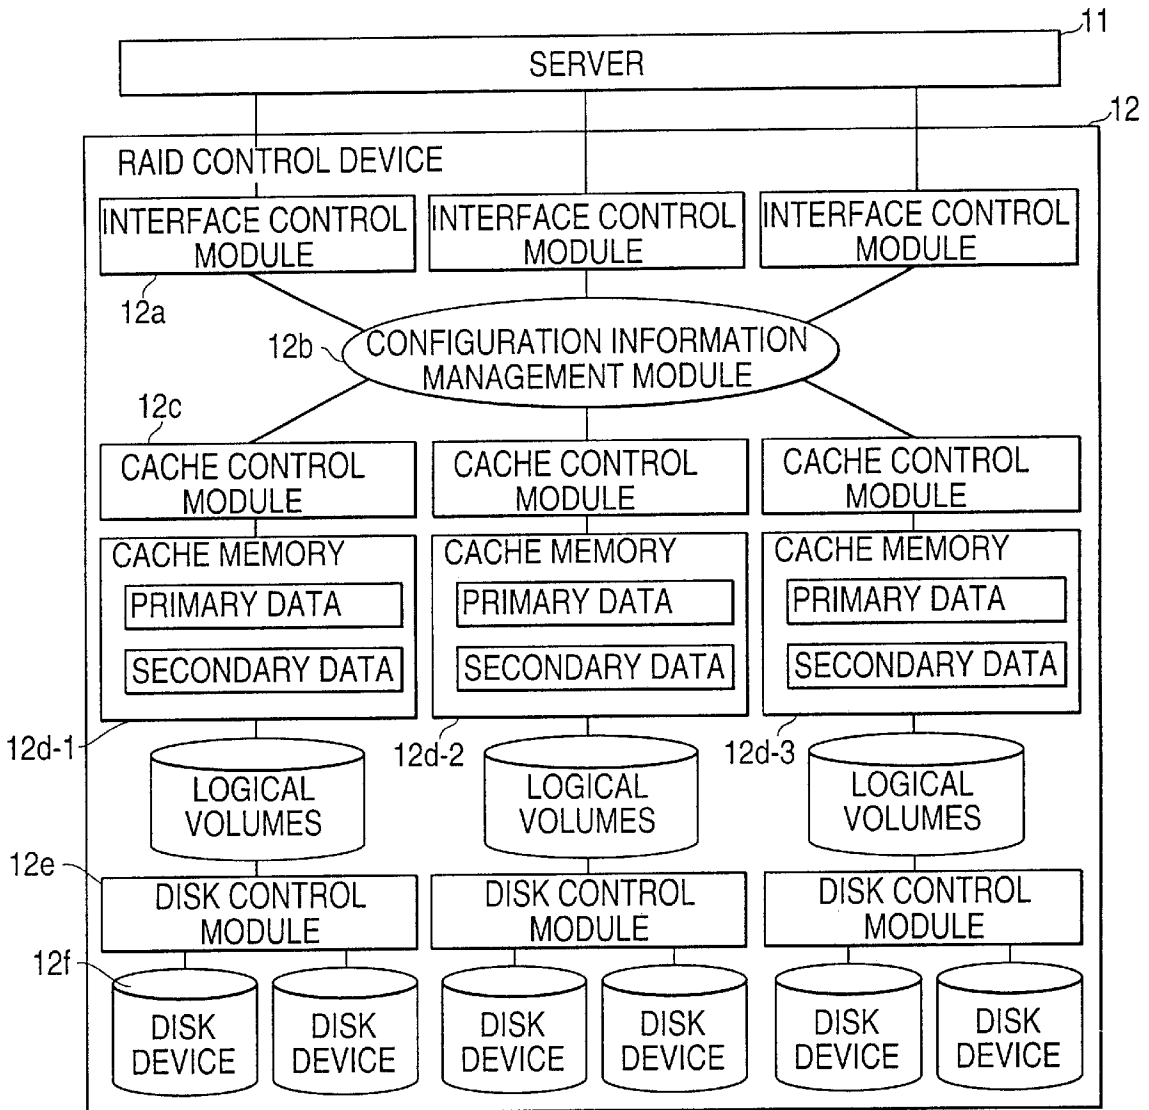 11
SERVER
12
RAID CONTROL DEVICE
INTERFACE CONTROL
MODULE
INTERFACE CONTROL
MODULE
INTERFACE CONTROL
MODULE
12a
12b
CONFIGURATION INFORMATION
MANAGEMENT MODULE
12c
CACHE CONTROL
MODULE
CACHE CONTROL
MODULE
CACHE CONTROL
MODULE
CACHE MEMORY
PRIMARY DATA
SECONDARY DATA
CACHE MEMORY
PRIMARY DATA
SECONDARY DATA
CACHE MEMORY
PRIMARY DATA
SECONDARY DATA
12d-1
12d-2
12d-3
LOGICAL
VOLUMES
LOGICAL
VOLUMES
LOGICAL
VOLUMES
12e
DISK CONTROL
MODULE
DISK CONTROL
MODULE
DISK CONTROL
MODULE
12f
DISK
DEVICE
DISK
DEVICE
DISK
DEVICE
DISK
DEVICE
DISK
DEVICE
DISK
DEVICE